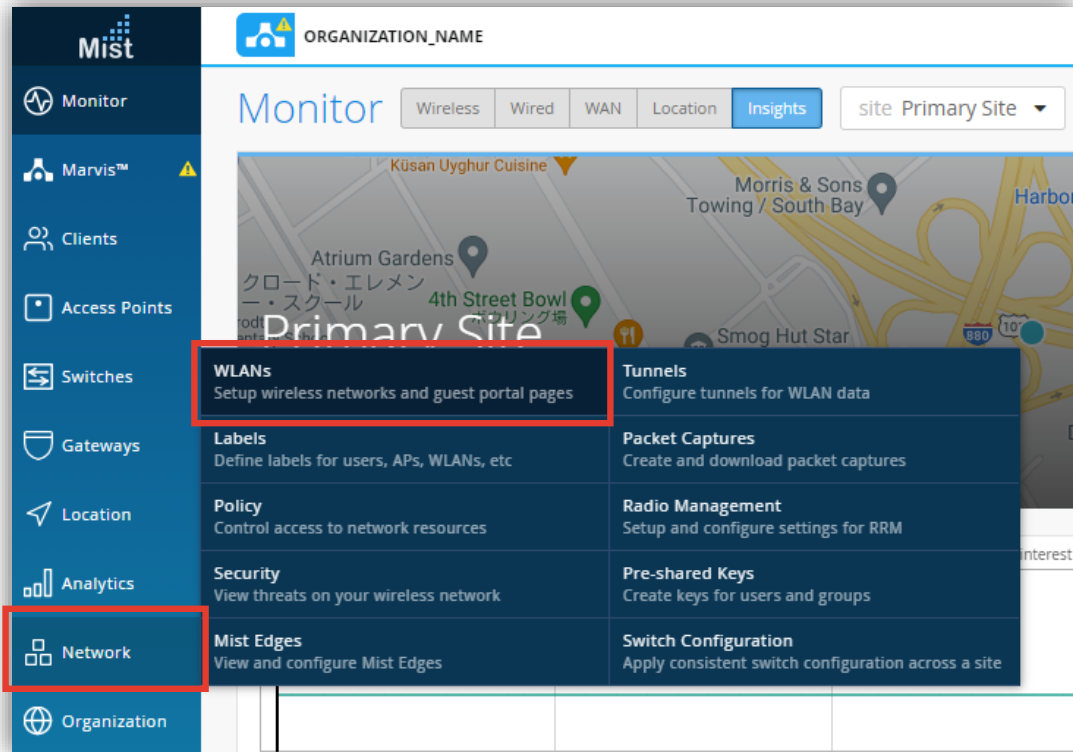 Mist
ORGANIZATION_NAME
Monitor
Monitor
Wireless
Wired
WAN
Location
Insights
site Primary Site
Marvis™
Clients
Access Points
Switches
Gateways
Location
Analytics
Network
Organization
Küsan Uyghur Cuisine
Morris & Sons
Towing / South Bay
Harbor
Atrium Gardens
クロード・エレメン
ー・スクール
4th Street Bowl
ボウリング場
Primary Site
Smog Hut Star
880
101
WLANs
Setup wireless networks and guest portal pages
Tunnels
Configure tunnels for WLAN data
Labels
Define labels for users, APs, WLANs, etc
Packet Captures
Create and download packet captures
Policy
Control access to network resources
Radio Management
Setup and configure settings for RRM
Security
View threats on your wireless network
Pre-shared Keys
Create keys for users and groups
Mist Edges
View and configure Mist Edges
Switch Configuration
Apply consistent switch configuration across a site
interest